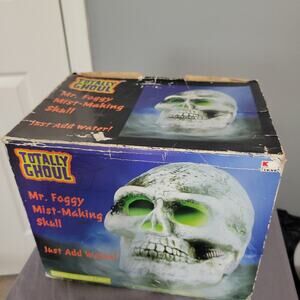 TOTALLY
GHOUL
Mr. Foggy
Mist-Making
Skull
Just Add Water!
TOTALLY
GHOUL
Mr. Foggy
Mist-Making
Skull
Just Add Water!
K